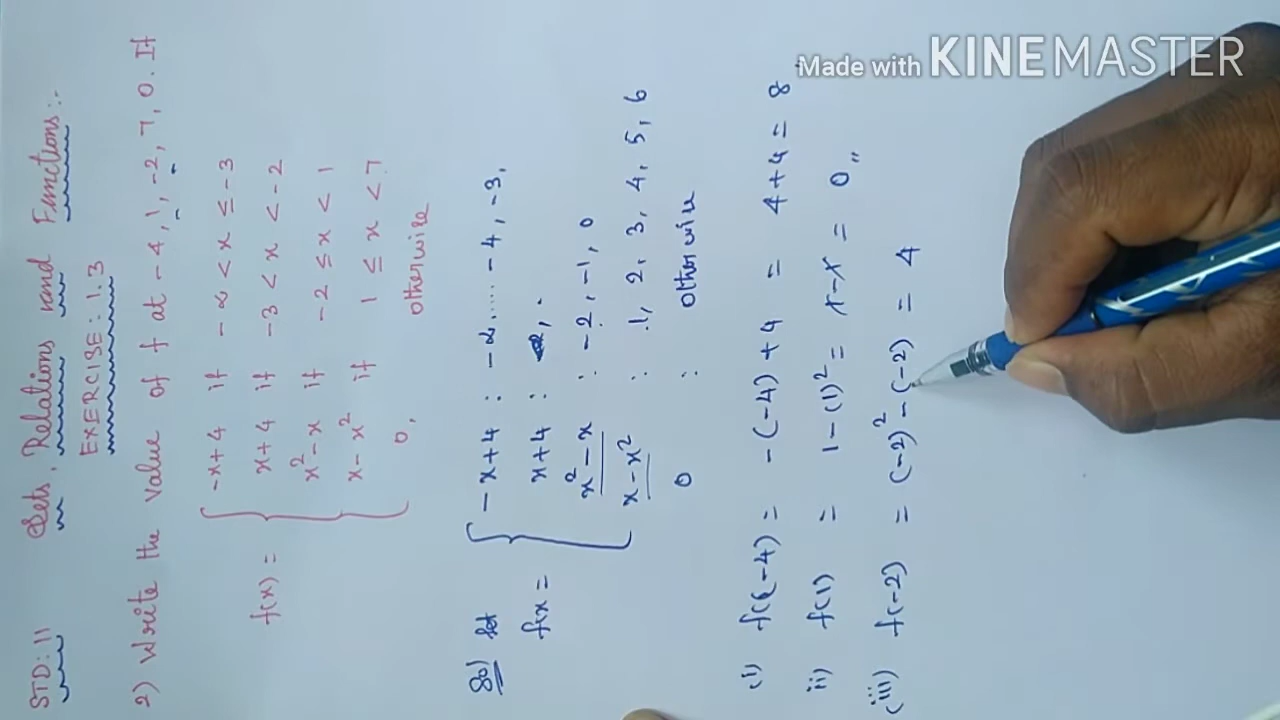 STD: 11 Sets, Relations and Functions:-
EXERCISE: 1.3
2) Write the value of f at -4, 1, -2, 7, 0. If
f(x) = { -x+4 if -∞ < x ≤ -3
x+4 if -3 < x < -2
x²-x if -2 ≤ x < 1
x-x² if 1 ≤ x < 7
0, otherwise
Sol) let
f(x) = { -x+4 : -∞, .... -4, -3,
x+4 :
x²-x : -2, -1, 0
x-x² : 1, 2, 3, 4, 5, 6
0 : otherwise
(i) f(-4) = -(-4)+4 = 4+4 = 8
ii) f(1) = 1-(1)² = 1-1 = 0,,
(iii) f(-2) = (-2)²-(-2) = 4
Made with KINEMASTER